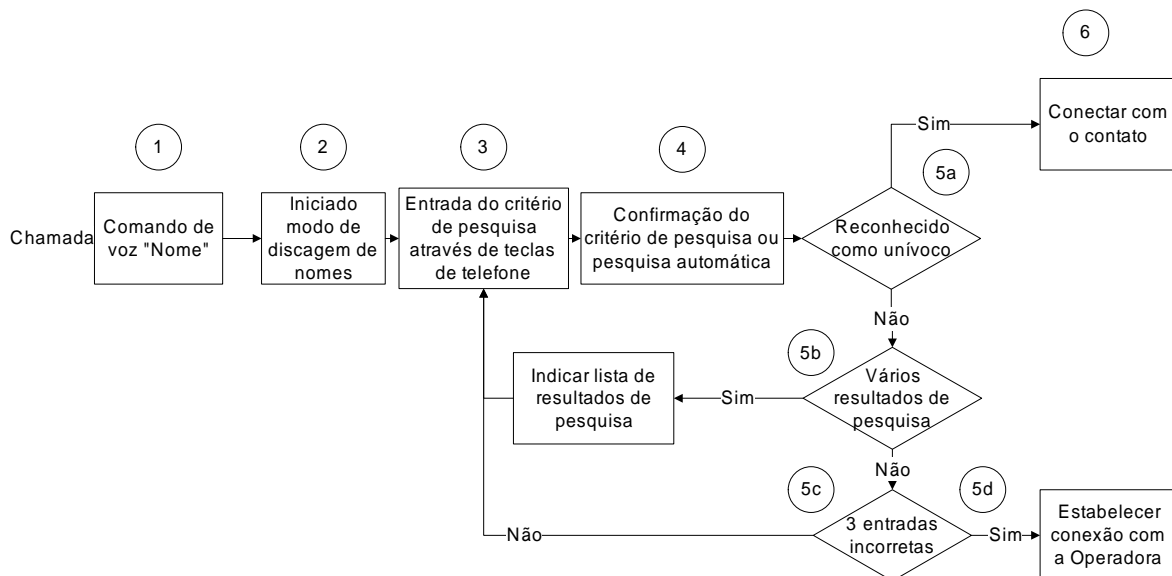 6
Conectar com
o contato
Sim
1
2
3
4
5a
Chamada
Comando de
voz "Nome"
Iniciado
modo de
discagem de
nomes
Entrada do critério
de pesquisa
através de teclas
de telefone
Confirmação do
critério de pesquisa ou
pesquisa automática
Reconhecido
como unívoco
Não
5b
Indicar lista de
resultados de
pesquisa
Sim
Vários
resultados de
pesquisa
Não
5c
5d
Não
3 entradas
incorretas
Sim
Estabelecer
conexão com
a Operadora